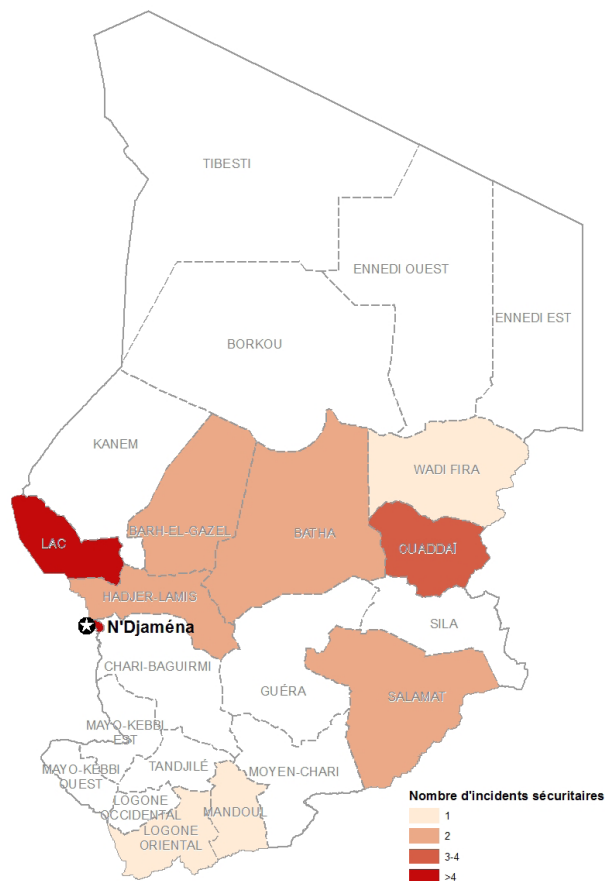 TIBESTI
ENNEDI OUEST
ENNEDI EST
BORKOU
KANEM
WADI FIRA
BARH-EL-GAZEL
BATHA
LAC
OUADDAÏ
HADJER-LAMIS
N'Djaména
SILA
CHARI-BAGUIRMI
GUÉRA
SALAMAT
MAYO-KEBBI
EST
TANDJILÉ
MOYEN-CHARI
MAYO-KEBBI
OUEST
LOGONE
OCCIDENTAL
MANDOUL
LOGONE
ORIENTAL
Nombre d'incidents sécuritaires
1
2
3-4
>4